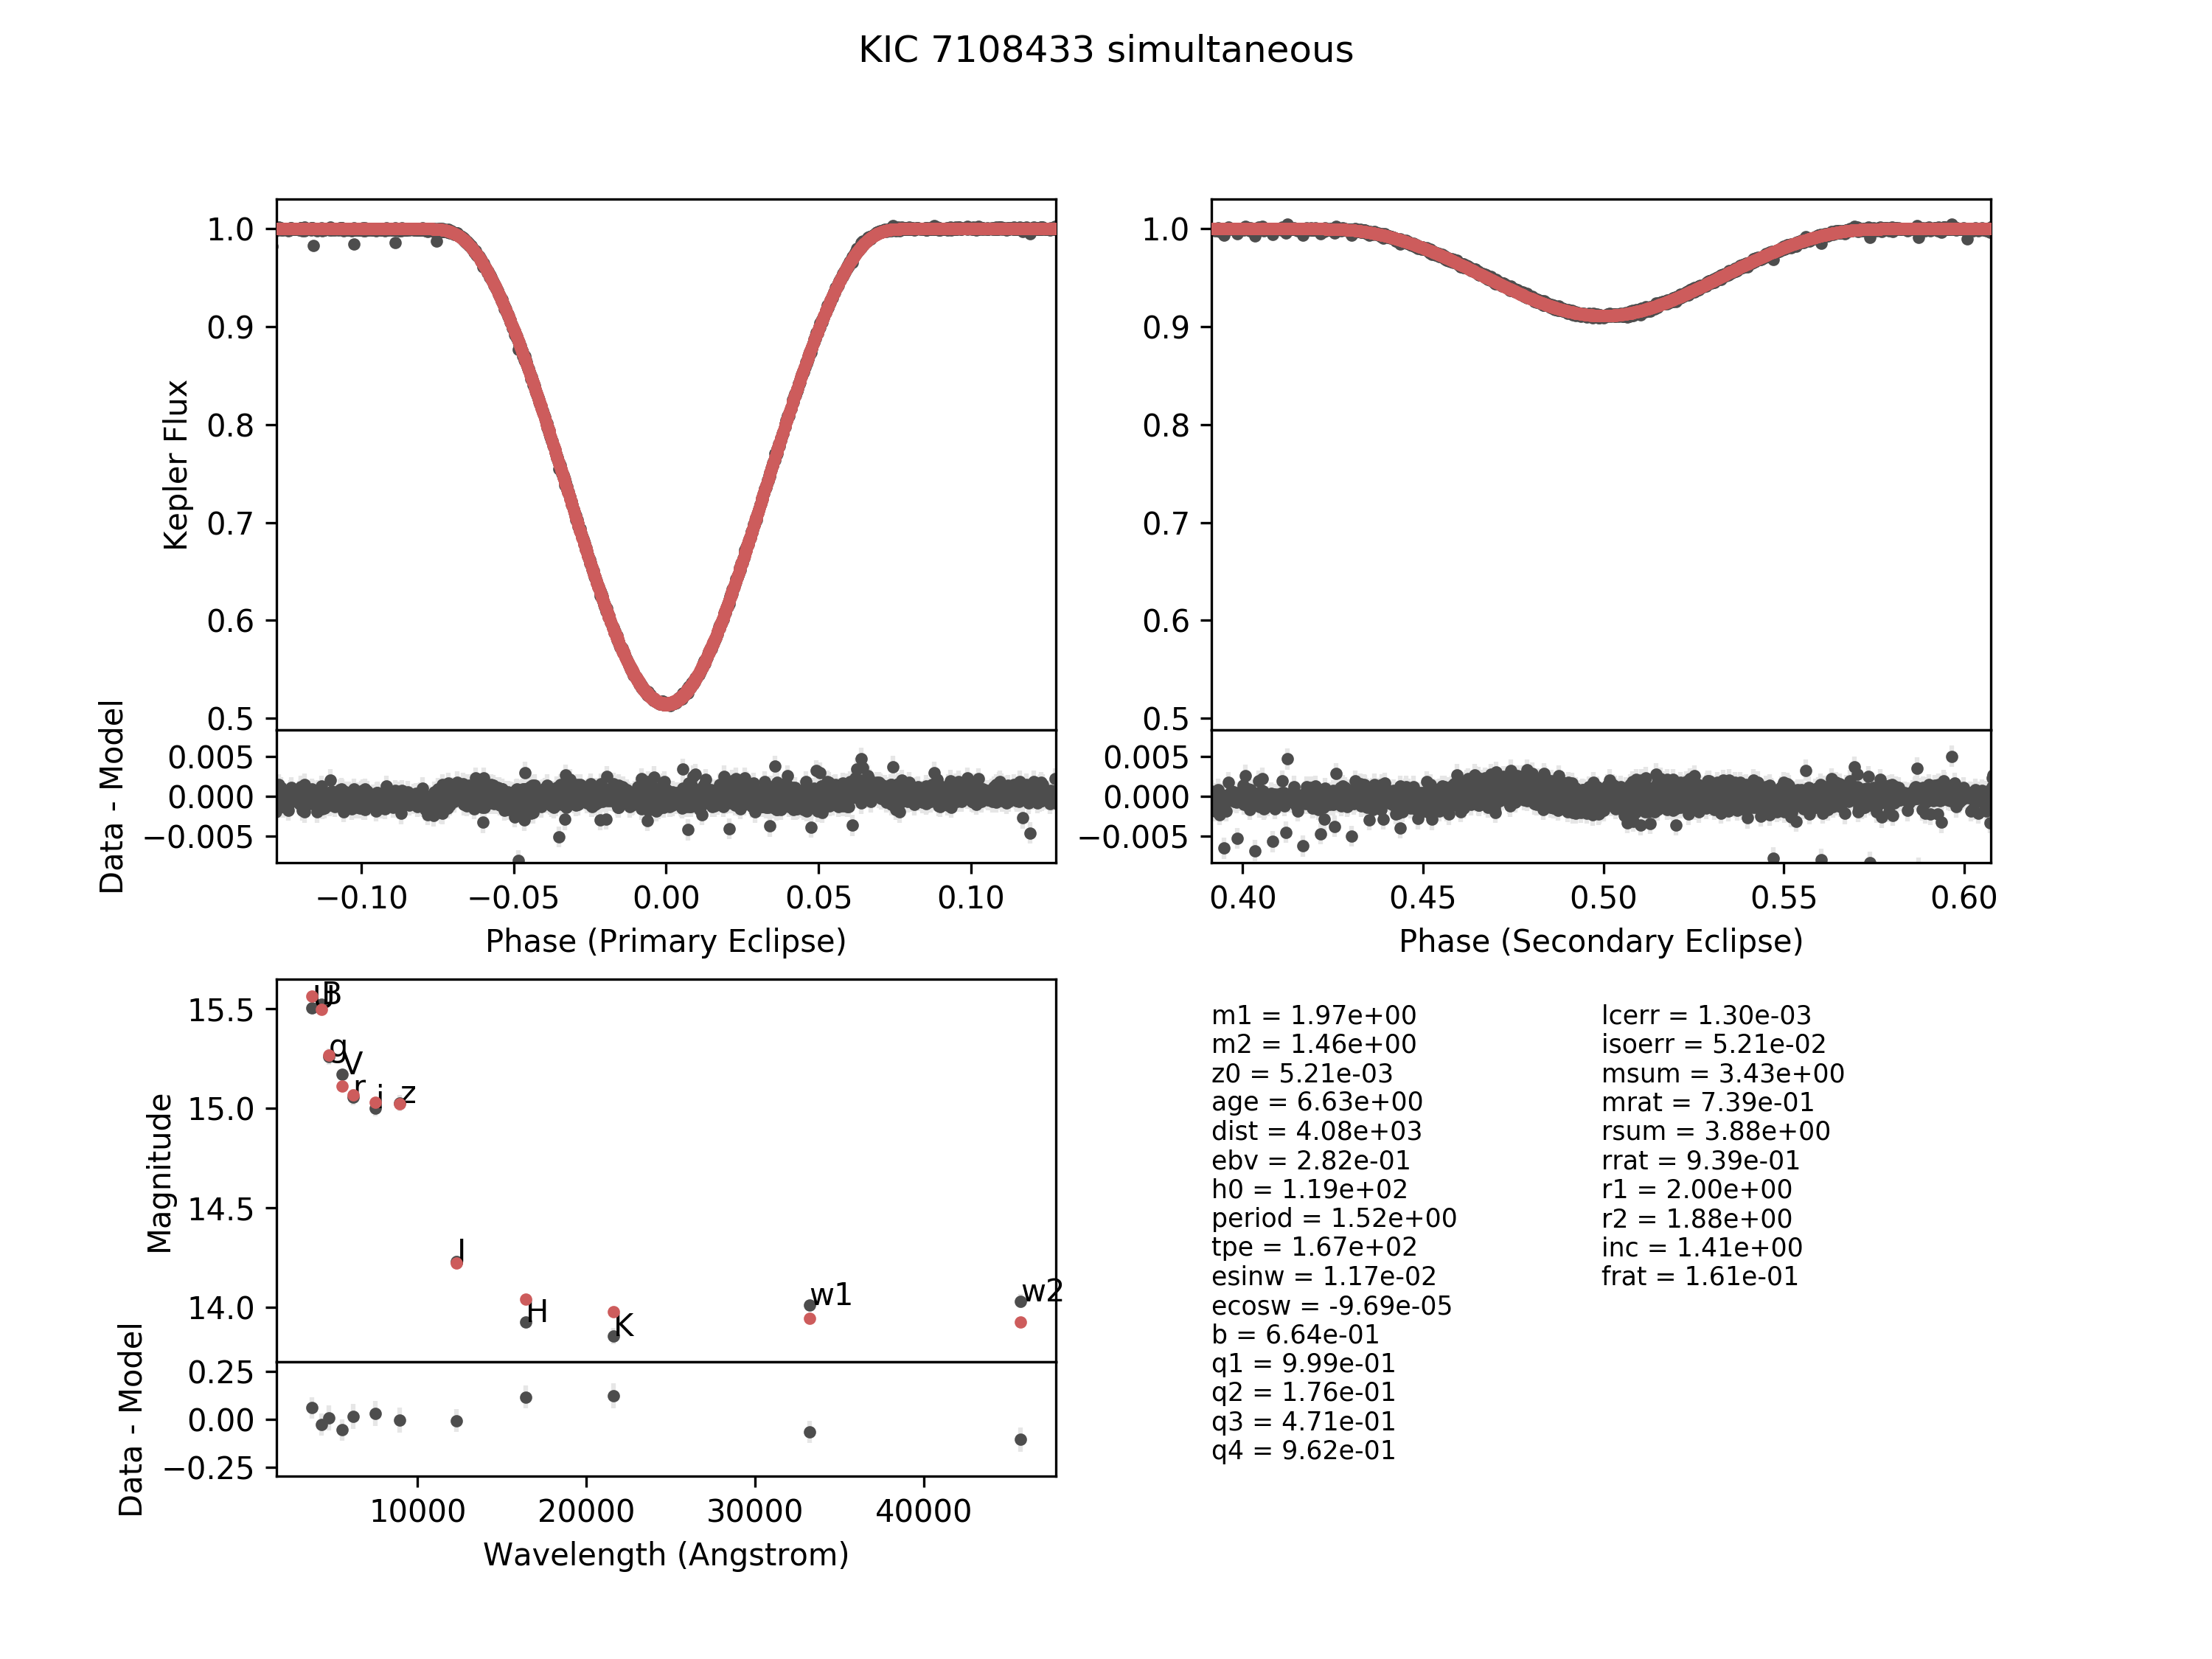 KIC 7108433 simultaneous
1.0
0.9
0.8
0.7
0.6
0.5
Kepler Flux
0.005
0.000
−0.005
Data - Model
−0.10
−0.05
0.00
0.05
0.10
Phase (Primary Eclipse)
1.0
0.9
0.8
0.7
0.6
0.5
0.005
0.000
−0.005
0.40
0.45
0.50
0.55
0.60
Phase (Secondary Eclipse)
15.5
15.0
14.5
14.0
Magnitude
B
g
V
r
i
z
J
H
K
w1
w2
0.25
0.00
−0.25
Data - Model
10000
20000
30000
40000
Wavelength (Angstrom)
m1 = 1.97e+00
m2 = 1.46e+00
z0 = 5.21e-03
age = 6.63e+00
dist = 4.08e+03
ebv = 2.82e-01
h0 = 1.19e+02
period = 1.52e+00
tpe = 1.67e+02
esinw = 1.17e-02
ecosw = -9.69e-05
b = 6.64e-01
q1 = 9.99e-01
q2 = 1.76e-01
q3 = 4.71e-01
q4 = 9.62e-01
lcerr = 1.30e-03
isoerr = 5.21e-02
msum = 3.43e+00
mrat = 7.39e-01
rsum = 3.88e+00
rrat = 9.39e-01
r1 = 2.00e+00
r2 = 1.88e+00
inc = 1.41e+00
frat = 1.61e-01